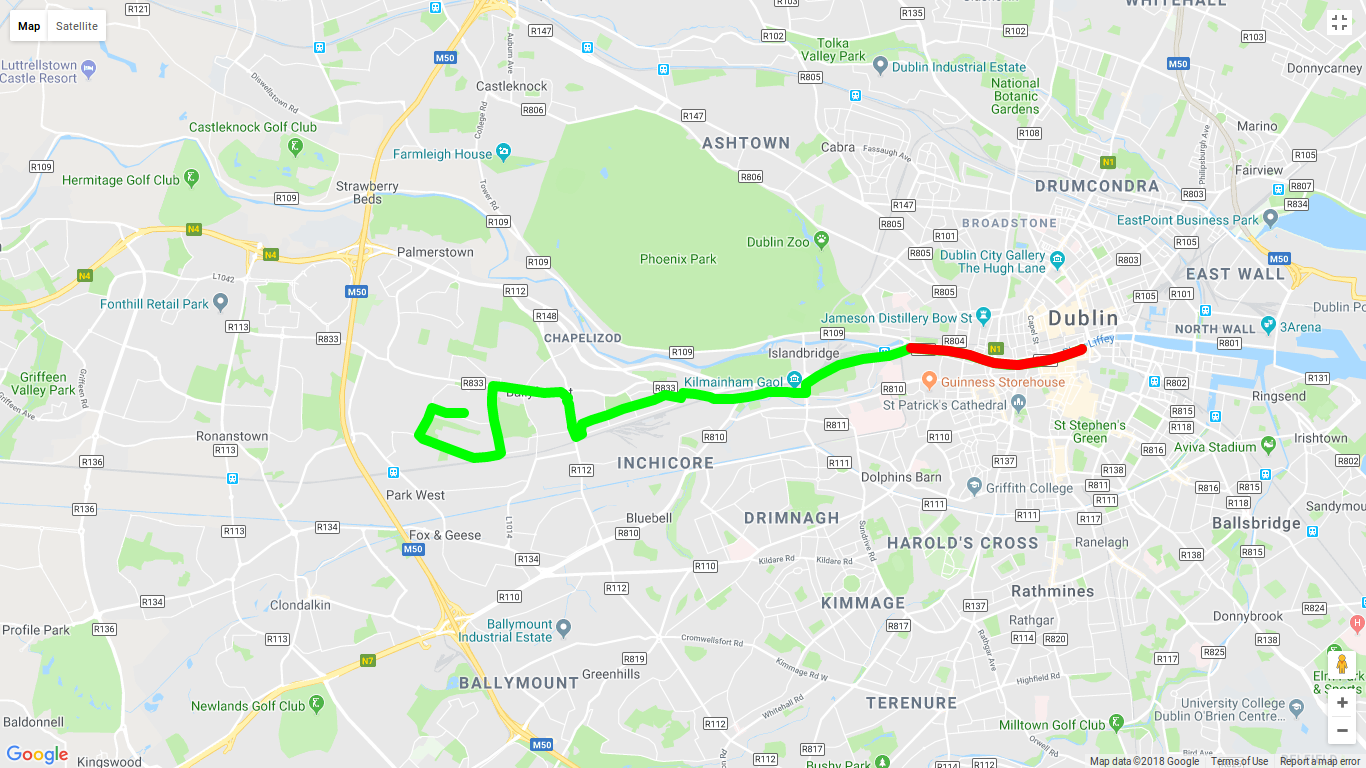 Map
Satellite
R121
R147
M50
Auburn Ave
R102
Tolka
Valley Park
R135
R102
WHITEHALL
R103
M50
Donnycarney
Luttrellstown
Castle Resort
Diswellstown Rd
Castleknock
R805
Dublin Industrial Estate
National
Botanic
Gardens
R806
R147
College Rd
R108
Philipsburgh Ave
Marino
Castleknock Golf Club
Farmleigh House
ASHTOWN
Cabra
Faussagh Ave
N1
R105
R109
Hermitage Golf Club
Fairview
R109
Strawberry
Beds
Tower Rd
R806
DRUMCONDRA
R803
R807
R834
R147
R109
R805
BROADSTONE
EastPoint Business Park
N4
N4
L1042
Palmerstown
Dublin Zoo
R101
R805
R105
Dublin City Gallery
The Hugh Lane
R803
M50
Phoenix Park
R109
EAST WALL
N4
Fonthill Retail Park
M50
R112
R805
R105
R101
Dublin Po
R148
Jameson Distillery Bow St
Capel St
Dublin
R113
R833
CHAPELIZOD
R109
R804
NORTH WALL
3Arena
R801
N1
Liffey
R109
Islandbridge
Griffeen
Valley Park
Griffeen Rd
R833
R833
Kilmainham Gaol
R810
Guinness Storehouse
R802
R131
Griffeen Ave
St Patrick's Cathedral
R815
R118
Ringsend
Ronanstown
R113
R810
R811
R110
St Stephen's
Green
Aviva Stadium
Irishtown
R136
R112
INCHICORE
R111
R137
R138
R802
Park West
Dolphins Barn
Griffith College
R811
R111
R816
R815
R118
Sandymou
R136
R113
R134
L1014
Bluebell
R810
DRIMNAGH
R111
R111
R117
Ballsbridge
Fox & Geese
M50
Sundrive Rd
HAROLD'S CROSS
Ranelagh
R138
R815
R134
Kildare Rd
Kildare Rd
R110
R112
Rathmines
R134
Clondalkin
R110
KIMMAGE
R137
R824
Donnybrook
Profile Park
R136
R113
Ballymount
Industrial Estate
Cromwellsfort Rd
R817
Rathgar
R114
R820
R138
R825
N7
R819
Greenhills
Kimmage Rd W
Rathgar Ave
R117
BALLYMOUNT
Highfield Rd
Elm Park
& Sports
Newlands Golf Club
Whitehall Rd
TERENURE
University College
Dublin O'Brien Centre...
Baldonnell
R112
Milltown Golf Club
M50
R817
Orwell Rd
Bird Ave
Kingswood
R112
Bushy Park
R114
R112
Google
Map data ©2018 Google
Terms of Use
Report a map error